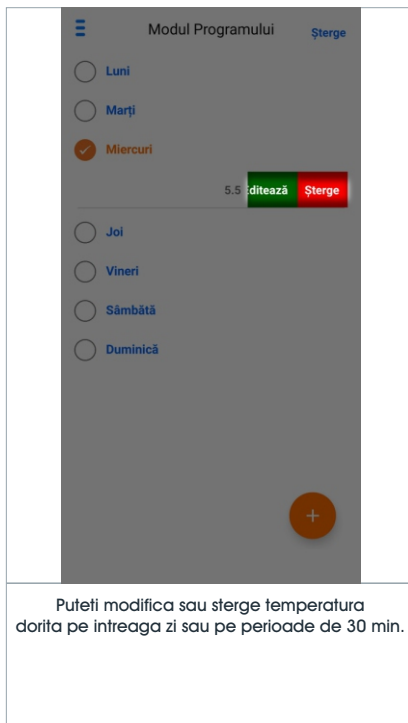 Modul Programului Șterge
Luni
Marți
Miercuri
5.5 Editează Șterge
Joi
Vineri
Sâmbătă
Duminică
+
Puteti modifica sau sterge temperatura
dorita pe intreaga zi sau pe perioade de 30 min.